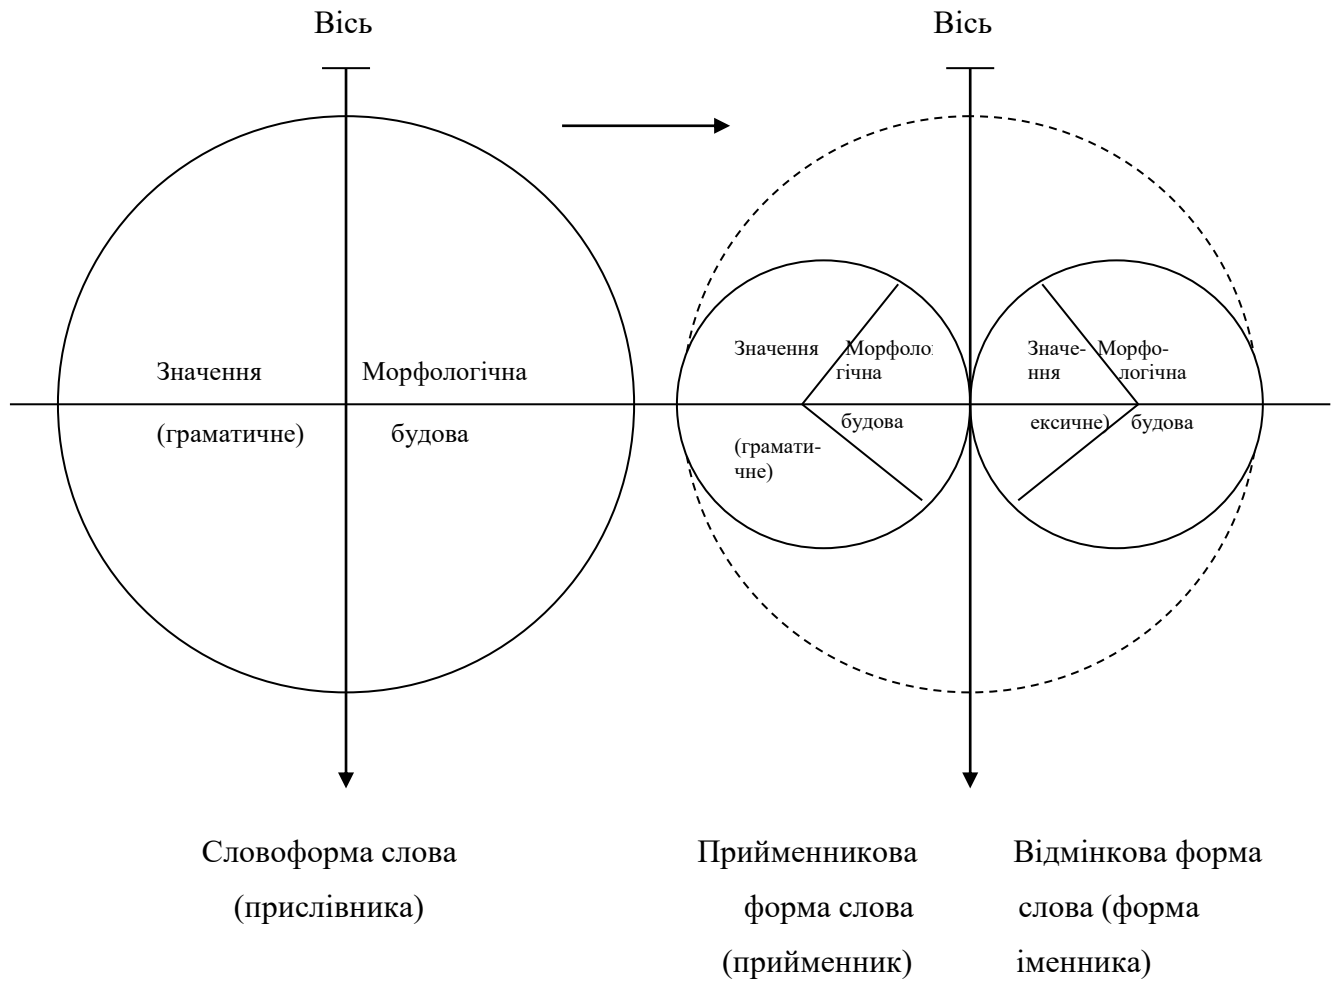 Вісь
Вісь
Значення
Морфологічна
(граматичне)
будова
Значення
Морфоло
гічна
будова
(грамати-
чне)
Значе-
ння
ексичне)
Морфо-
логічна
будова
Словоформа слова
(прислівника)
Прийменникова
форма слова
(прийменник)
Відмінкова форма
слова (форма
іменника)